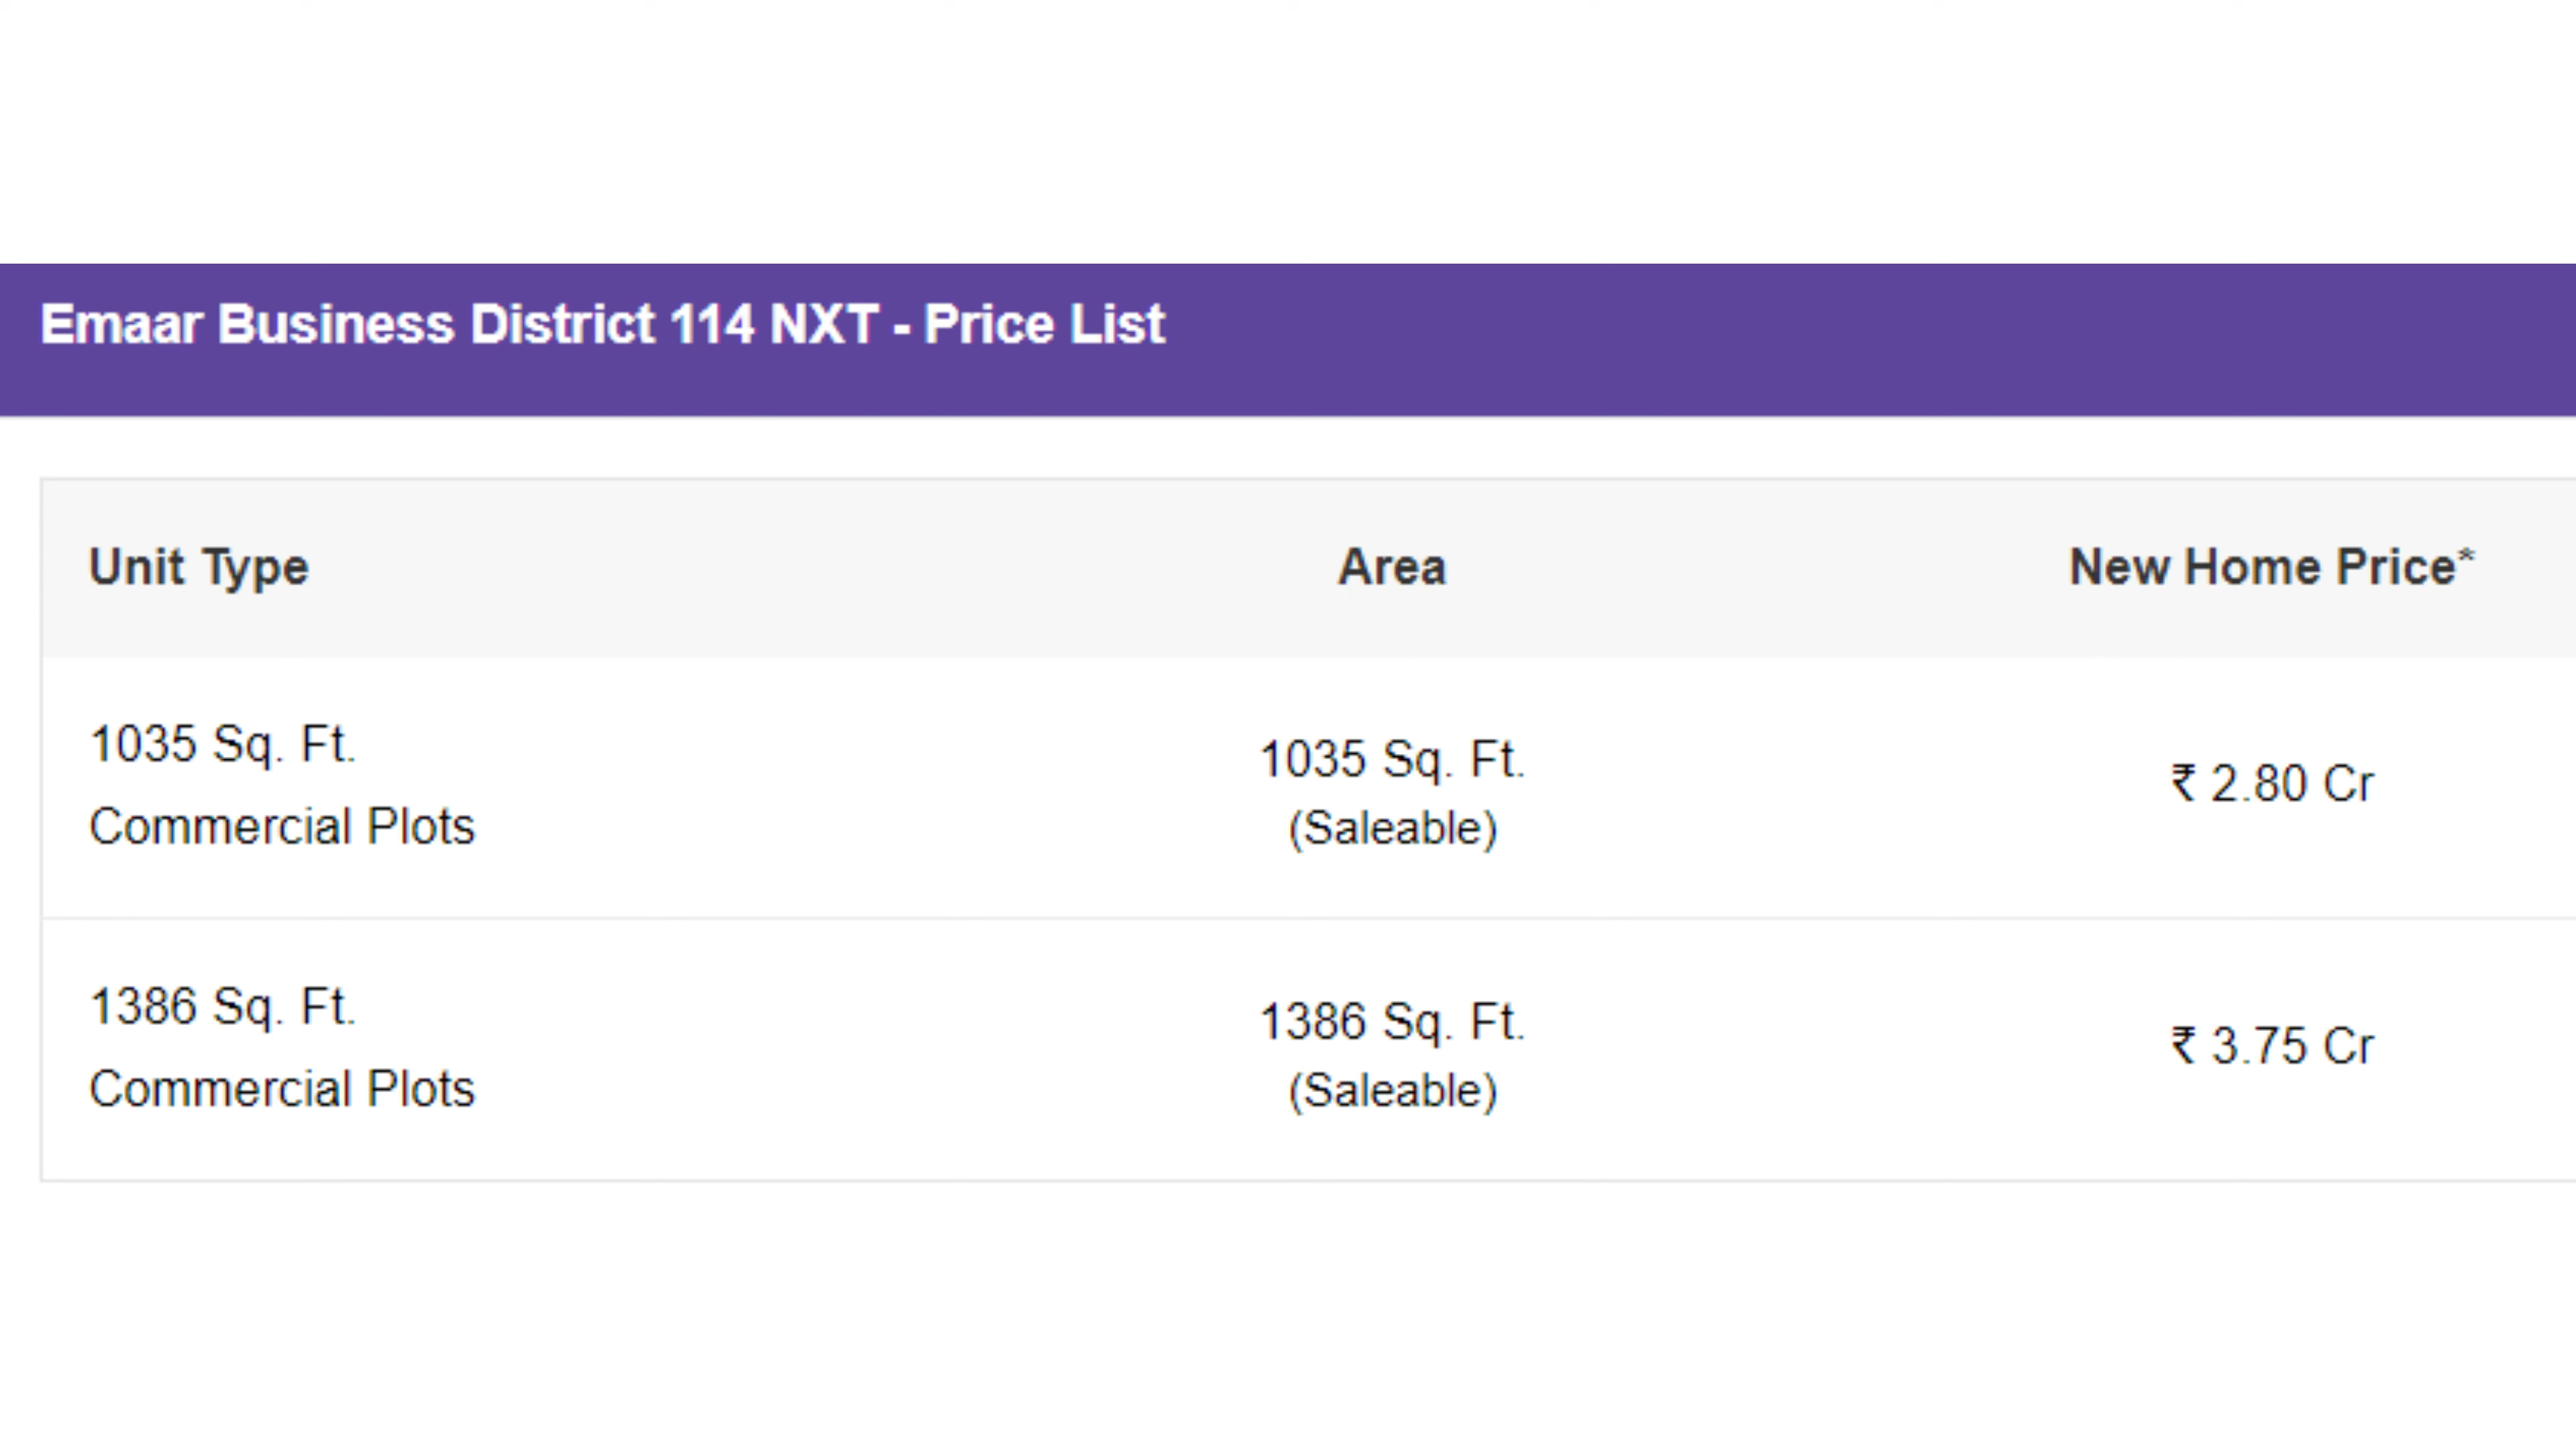 Emaar Business District 114 NXT - Price List
Unit Type
Area
New Home Price*
1035 Sq. Ft.
Commercial Plots
1035 Sq. Ft.
(Saleable)
₹ 2.80 Cr
1386 Sq. Ft.
Commercial Plots
1386 Sq. Ft.
(Saleable)
₹ 3.75 Cr